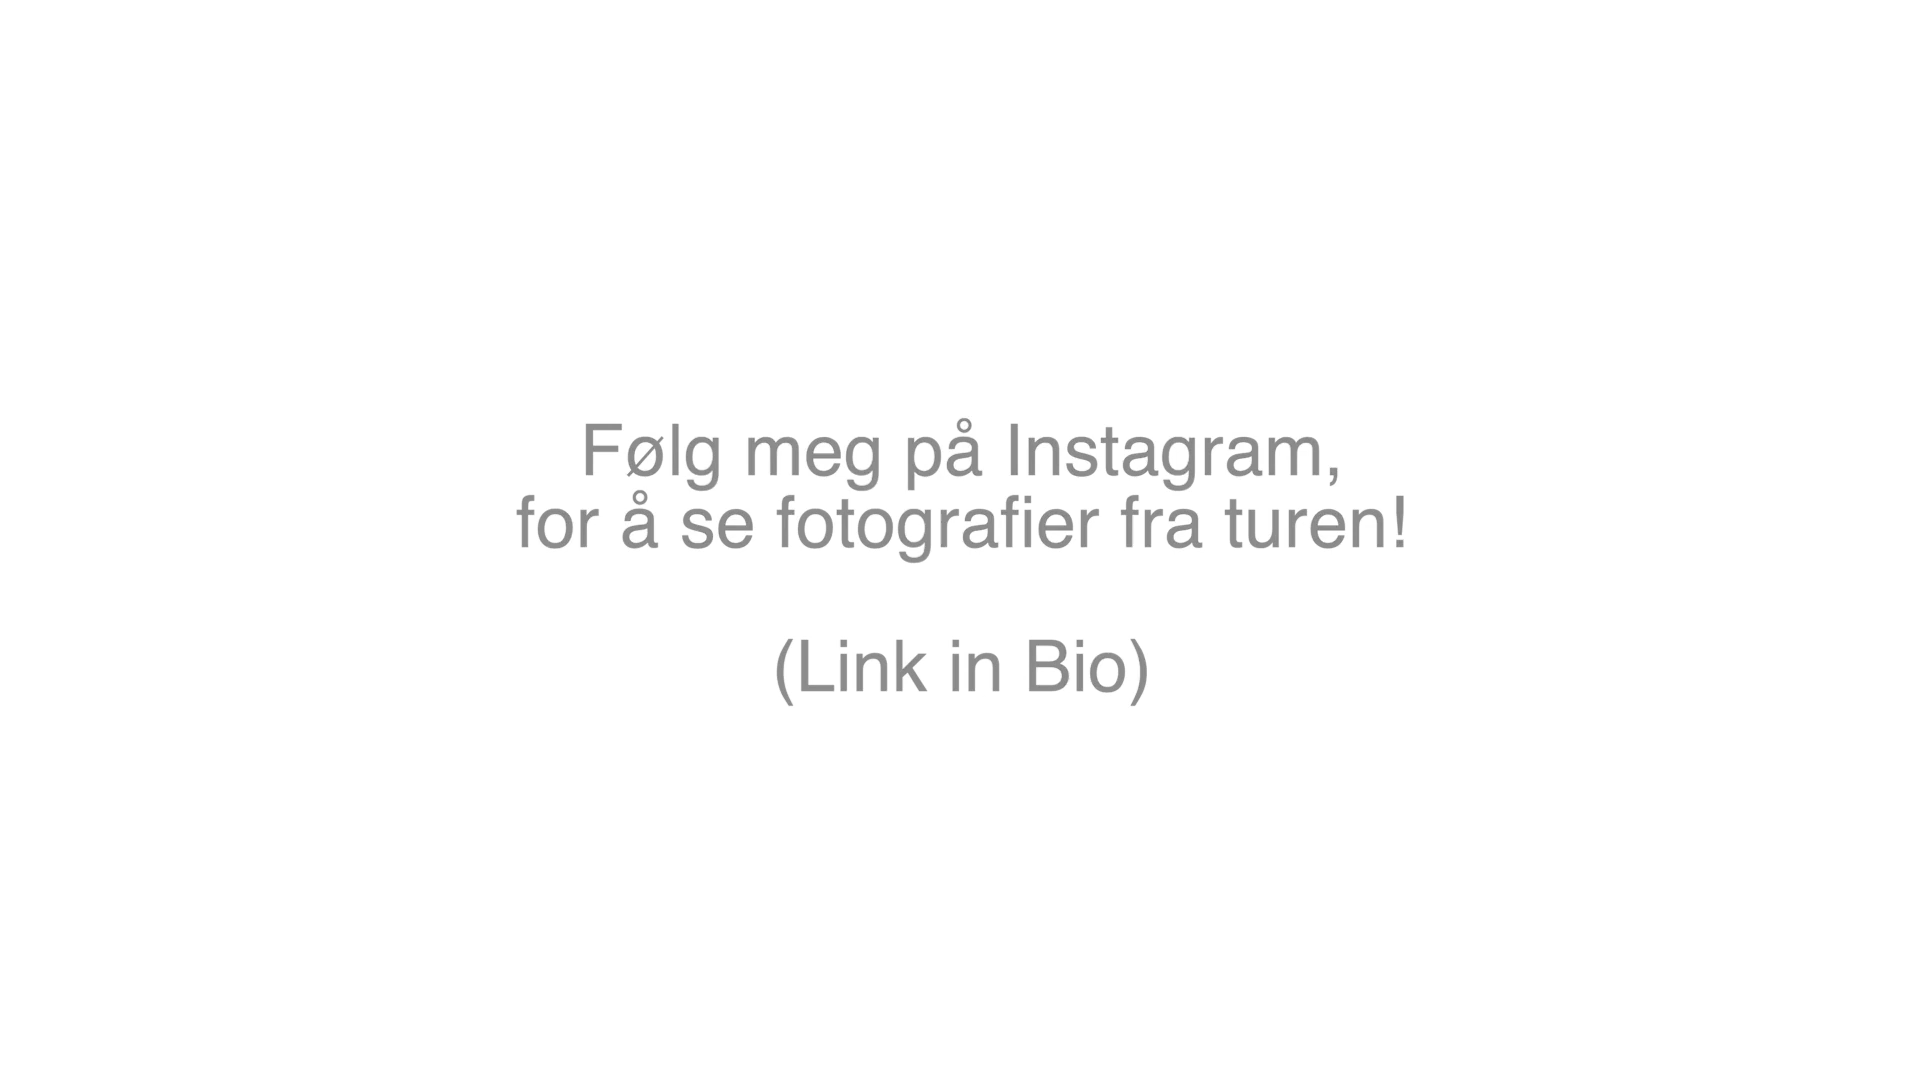 Følg meg på Instagram,
for å se fotografier fra turen!
(Link in Bio)